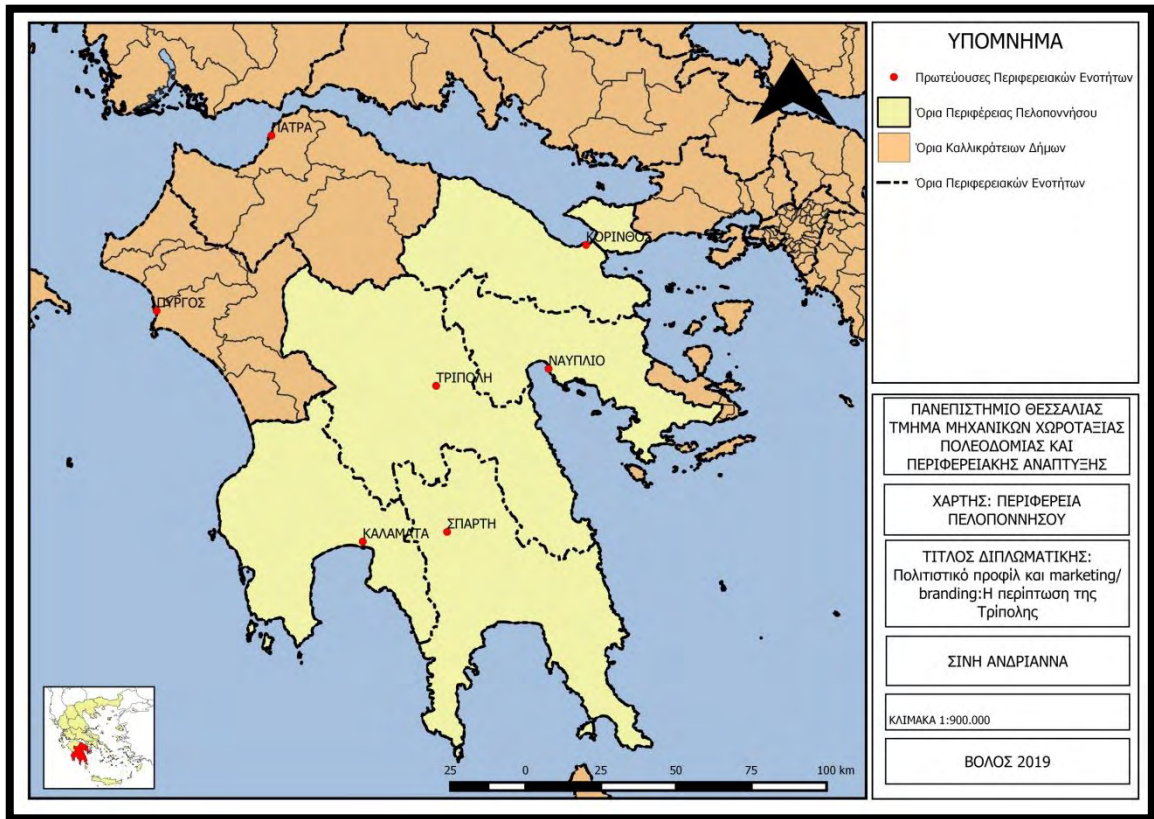 ΠΑΤΡΑ
ΚΟΡΙΝΘΟΣ
ΠΥΡΓΟΣ
ΝΑΥΠΛΙΟ
ΤΡΙΠΟΛΗ
ΣΠΑΡΤΗ
ΚΑΛΑΜΑΤΑ
25 0 25 50 75 100 km
ΥΠΟΜΝΗΜΑ
Πρωτεύουσες Περιφερειακών Ενοτήτων
Όρια Περιφέρειας Πελοποννήσου
Όρια Καλλικράτειων Δήμων
Όρια Περιφερειακών Ενοτήτων
ΠΑΝΕΠΙΣΤΗΜΙΟ ΘΕΣΣΑΛΙΑΣ
ΤΜΗΜΑ ΜΗΧΑΝΙΚΩΝ ΧΩΡΟΤΑΞΙΑΣ
ΠΟΛΕΟΔΟΜΙΑΣ ΚΑΙ
ΠΕΡΙΦΕΡΕΙΑΚΗΣ ΑΝΑΠΤΥΞΗΣ
ΧΑΡΤΗΣ: ΠΕΡΙΦΕΡΕΙΑ
ΠΕΛΟΠΟΝΝΗΣΟΥ
ΤΙΤΛΟΣ ΔΙΠΛΩΜΑΤΙΚΗΣ:
Πολιτιστικό προφίλ και marketing/
branding:Η περίπτωση της
Τρίπολης
ΣΙΝΗ ΑΝΔΡΙΑΝΝΑ
ΚΛΙΜΑΚΑ 1:900.000
ΒΟΛΟΣ 2019